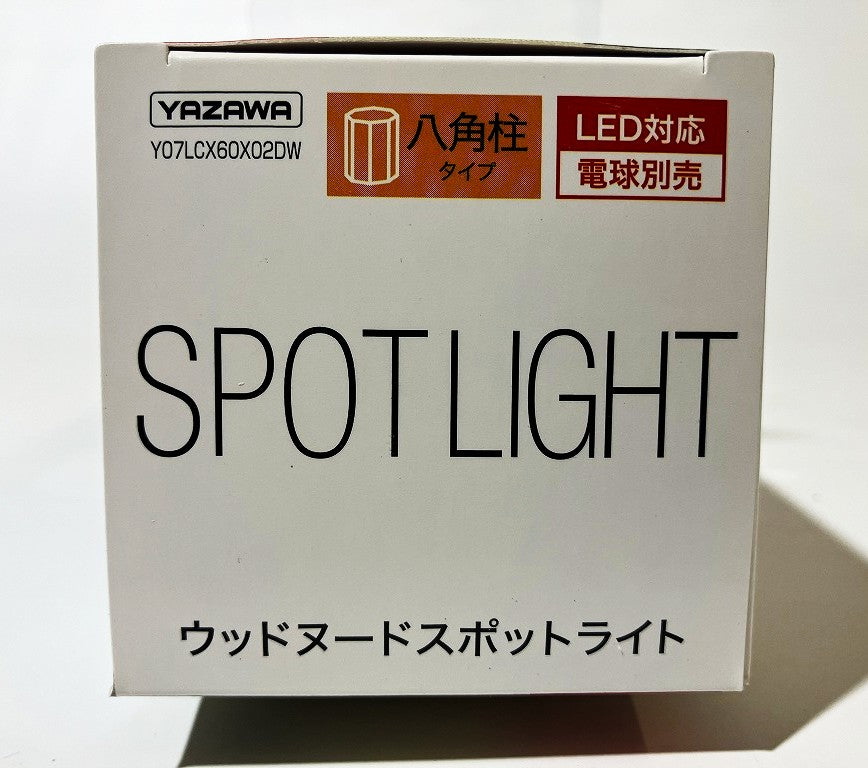 YAZAWA
Y07LCX60X02DW
八角柱
タイプ
LED対応
電球別売
SPOT LIGHT
ウッドヌードスポットライト